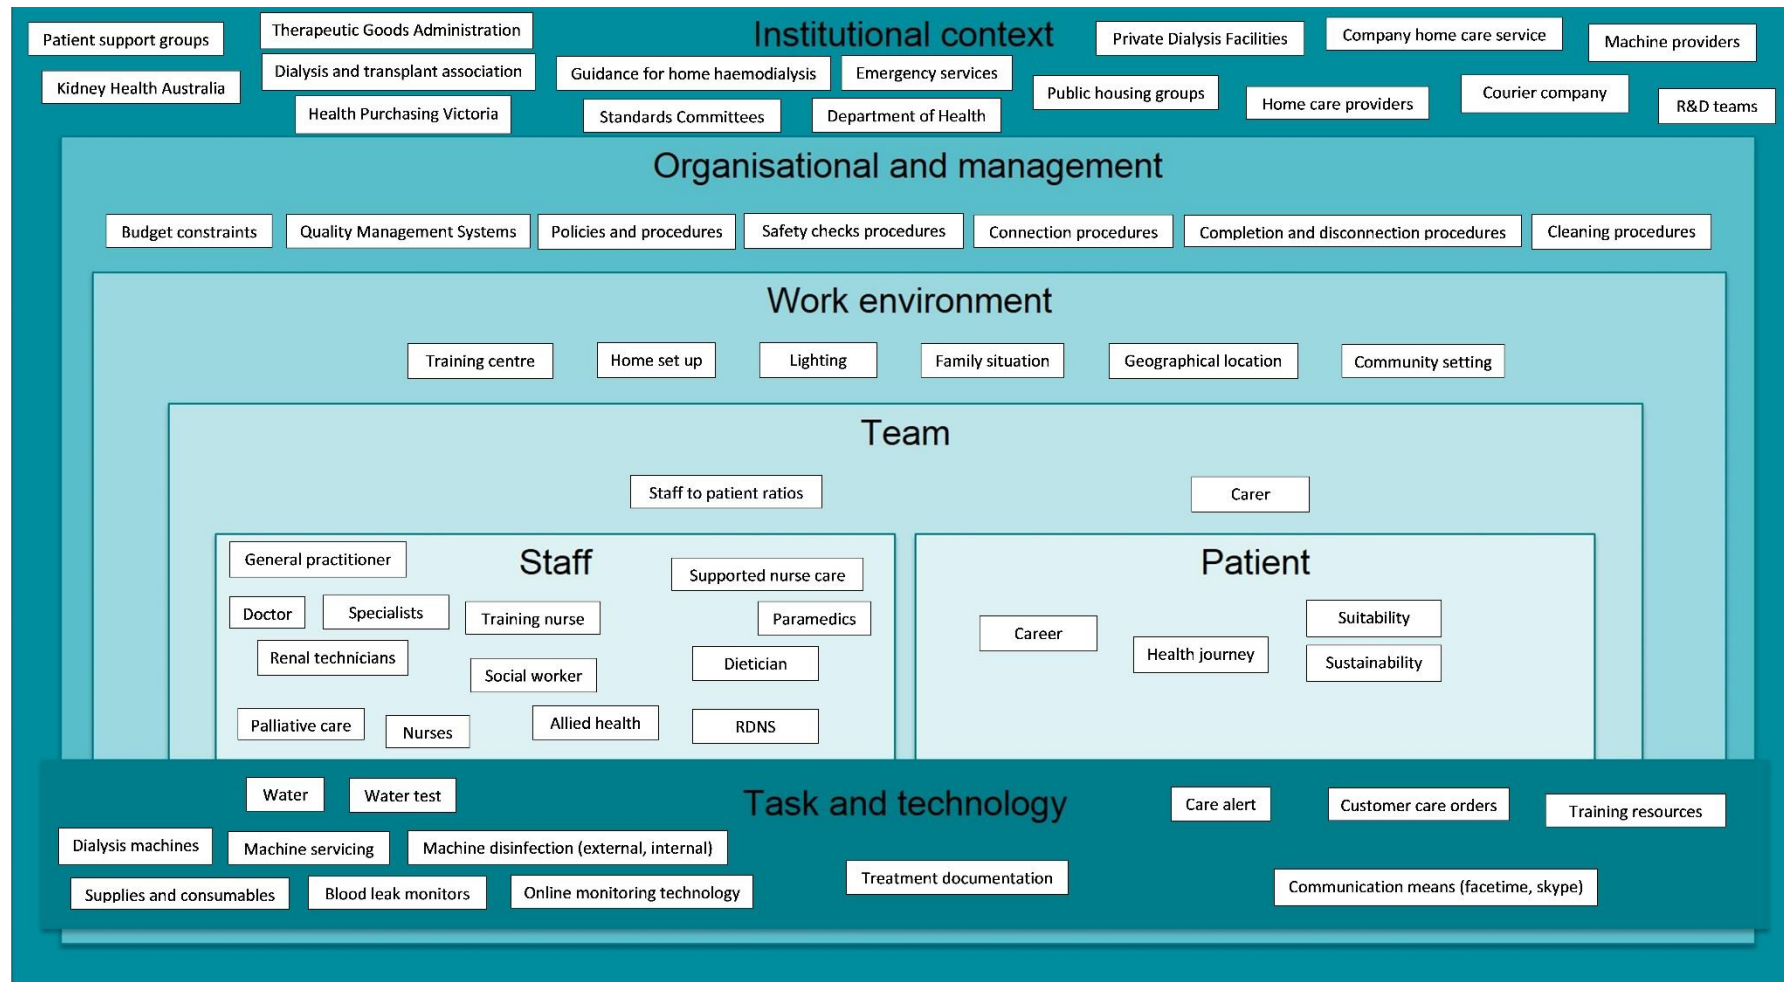 Institutional context
Patient support groups
Therapeutic Goods Administration
Private Dialysis Facilities
Company home care service
Machine providers
Kidney Health Australia
Dialysis and transplant association
Guidance for home haemodialysis
Emergency services
Public housing groups
Home care providers
Courier company
R&D teams
Health Purchasing Victoria
Standards Committees
Department of Health
Organisational and management
Budget constraints
Quality Management Systems
Policies and procedures
Safety checks procedures
Connection procedures
Completion and disconnection procedures
Cleaning procedures
Work environment
Training centre
Home set up
Lighting
Family situation
Geographical location
Community setting
Team
Staff to patient ratios
Carer
Staff
General practitioner
Supported nurse care
Doctor
Specialists
Training nurse
Paramedics
Renal technicians
Social worker
Dietician
Palliative care
Nurses
Allied health
RDNS
Patient
Career
Health journey
Suitability
Sustainability
Task and technology
Water
Water test
Care alert
Customer care orders
Training resources
Dialysis machines
Machine servicing
Machine disinfection (external, internal)
Treatment documentation
Supplies and consumables
Blood leak monitors
Online monitoring technology
Communication means (facetime, skype)